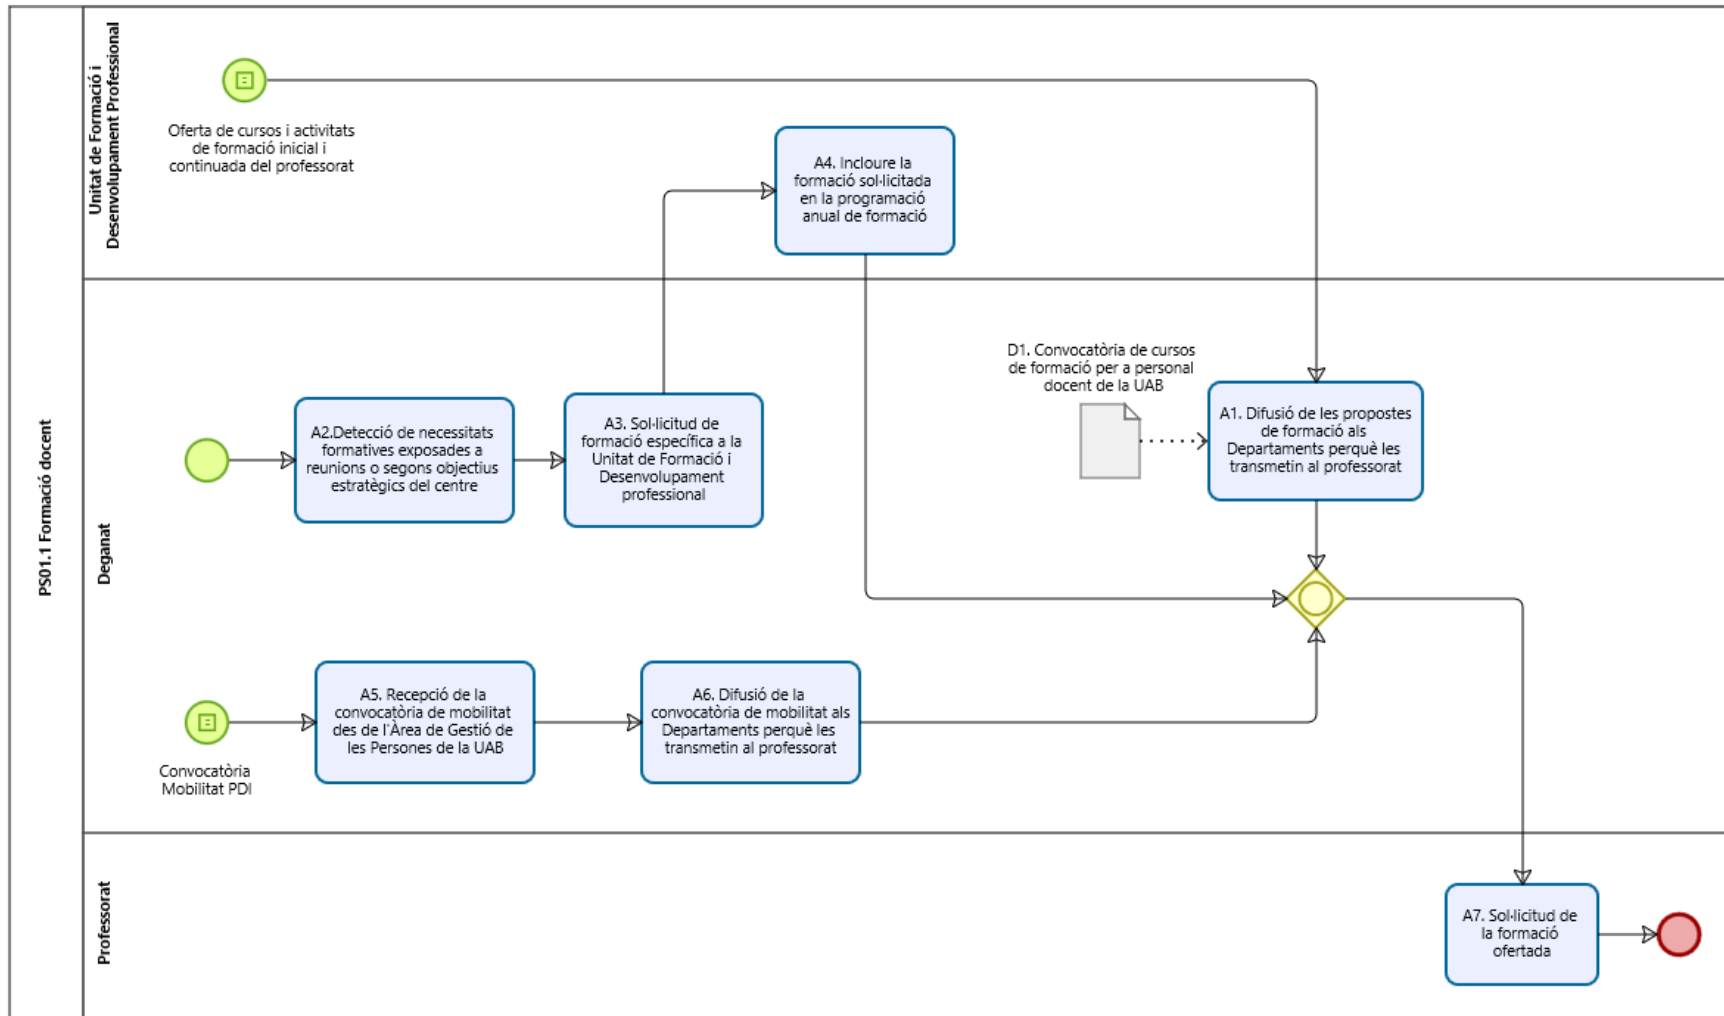 PS01.1 Formació docent
Unitat de Formació i
Desenvolupament Professional
Oferta de cursos i activitats
de formació inicial i
continuada del professorat
A4. Incloure la
formació sol·licitada
en la programació
anual de formació
Deganat
A2.Detecció de necessitats
formatives exposades a
reunions o segons objectius
estratègics del centre
A3. Sol·licitud de
formació específica a la
Unitat de Formació i
Desenvolupament
professional
D1. Convocatòria de cursos
de formació per a personal
docent de la UAB
A1. Difusió de les propostes
de formació als
Departaments perquè les
transmetin al professorat
Convocatòria
Mobilitat PDI
A5. Recepció de la
convocatòria de mobilitat
des de l'Àrea de Gestió de
les Persones de la UAB
A6. Difusió de la
convocatòria de mobilitat als
Departaments perquè les
transmetin al professorat
Professorat
A7. Sol·licitud de
la formació
ofertada